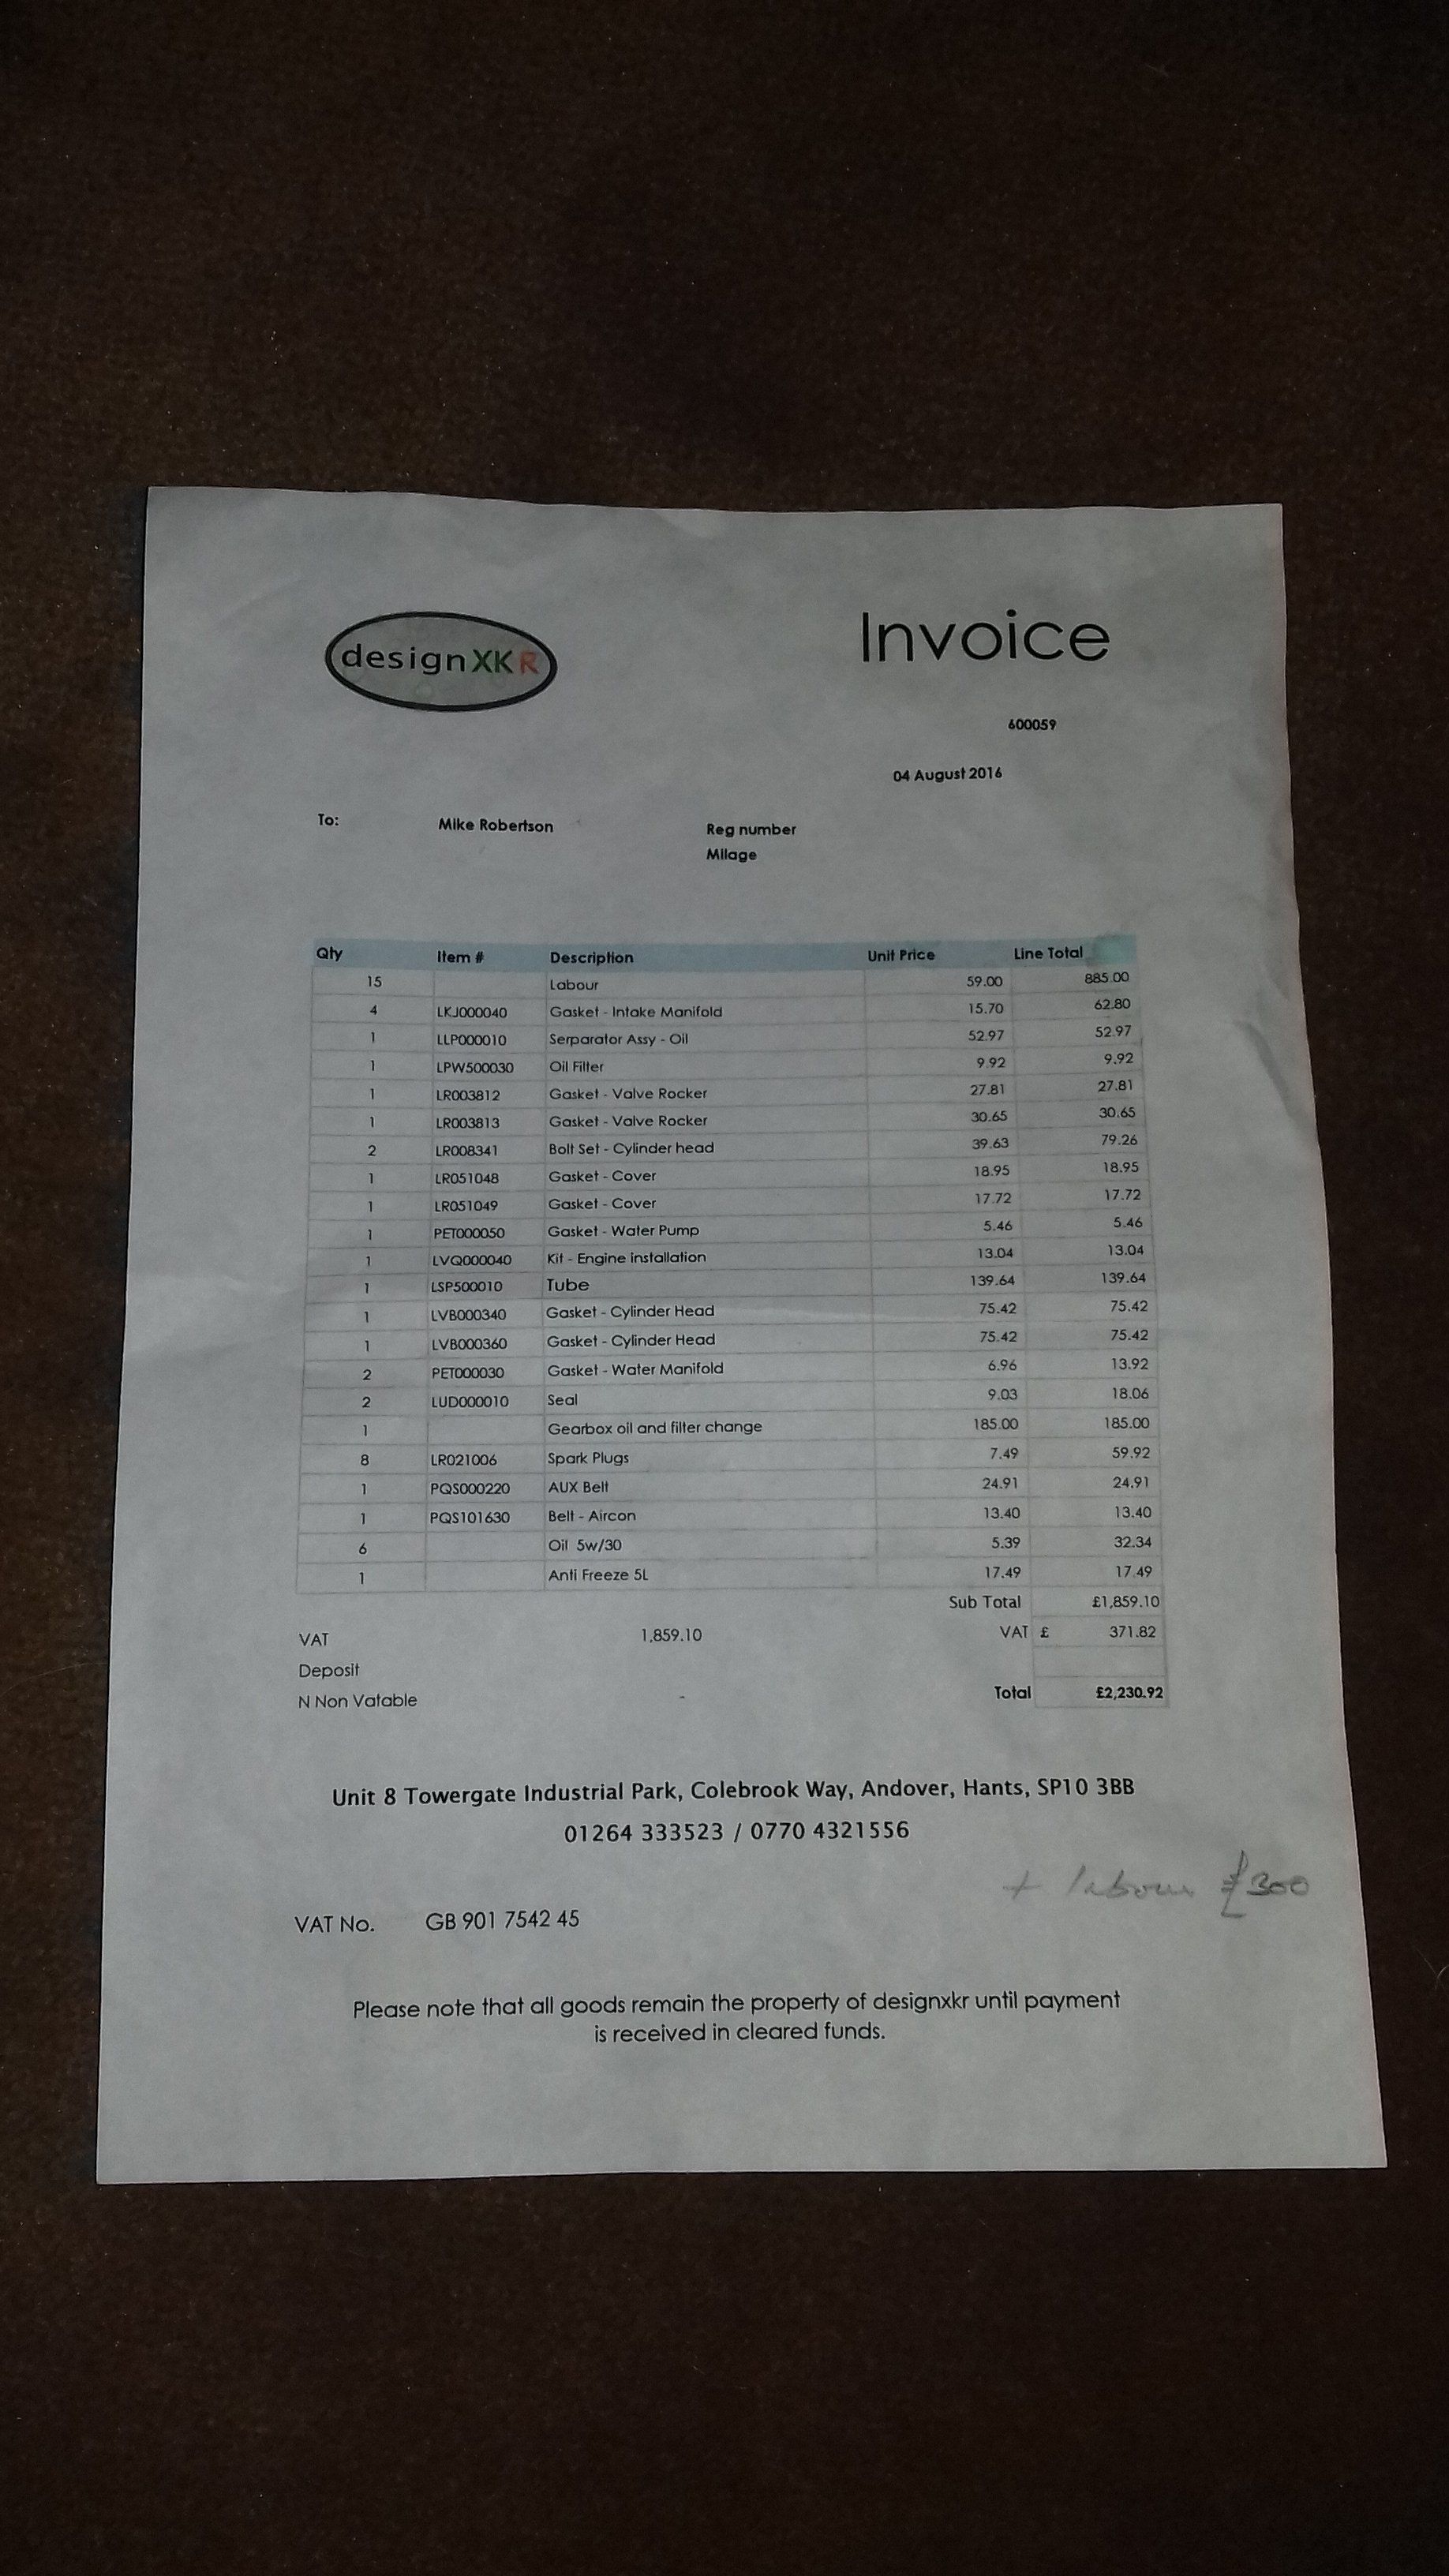 designXKR
Invoice
600059
04 August 2016
To: Mike Robertson Reg number
Milage
Qty Item # Description Unit Price Line Total
15 Labour 59.00 885.00
4 LKJ000040 Gasket - Intake Manifold 15.70 62.80
1 LLP000010 Serparator Assy - Oil 52.97 52.97
1 LPW500030 Oil Filter 9.92 9.92
1 LR003812 Gasket - Valve Rocker 27.81 27.81
1 LR003813 Gasket - Valve Rocker 30.65 30.65
2 LR008341 Bolt Set - Cylinder head 39.63 79.26
1 LR051048 Gasket - Cover 18.95 18.95
1 LR051049 Gasket - Cover 17.72 17.72
1 PET000050 Gasket - Water Pump 5.46 5.46
1 LVQ000040 Kit - Engine installation 13.04 13.04
1 LSP500010 Tube 139.64 139.64
1 LVB000340 Gasket - Cylinder Head 75.42 75.42
1 LVB000360 Gasket - Cylinder Head 75.42 75.42
2 PET000030 Gasket - Water Manifold 6.96 13.92
2 LUD000010 Seal 9.03 18.06
1 Gearbox oil and filter change 185.00 185.00
8 LR021006 Spark Plugs 7.49 59.92
1 PQS000220 AUX Belt 24.91 24.91
1 PQS101630 Belt - Aircon 13.40 13.40
6 Oil 5w/30 5.39 32.34
1 Anti Freeze 5L 17.49 17.49
Sub Total £1,859.10
VAT 1,859.10 VAT £ 371.82
Deposit
N Non Vatable - Total £2,230.92
Unit 8 Towergate Industrial Park, Colebrook Way, Andover, Hants, SP10 3BB
01264 333523 / 0770 4321556
+ labour £300
VAT No. GB 901 7542 45
Please note that all goods remain the property of designxkr until payment
is received in cleared funds.